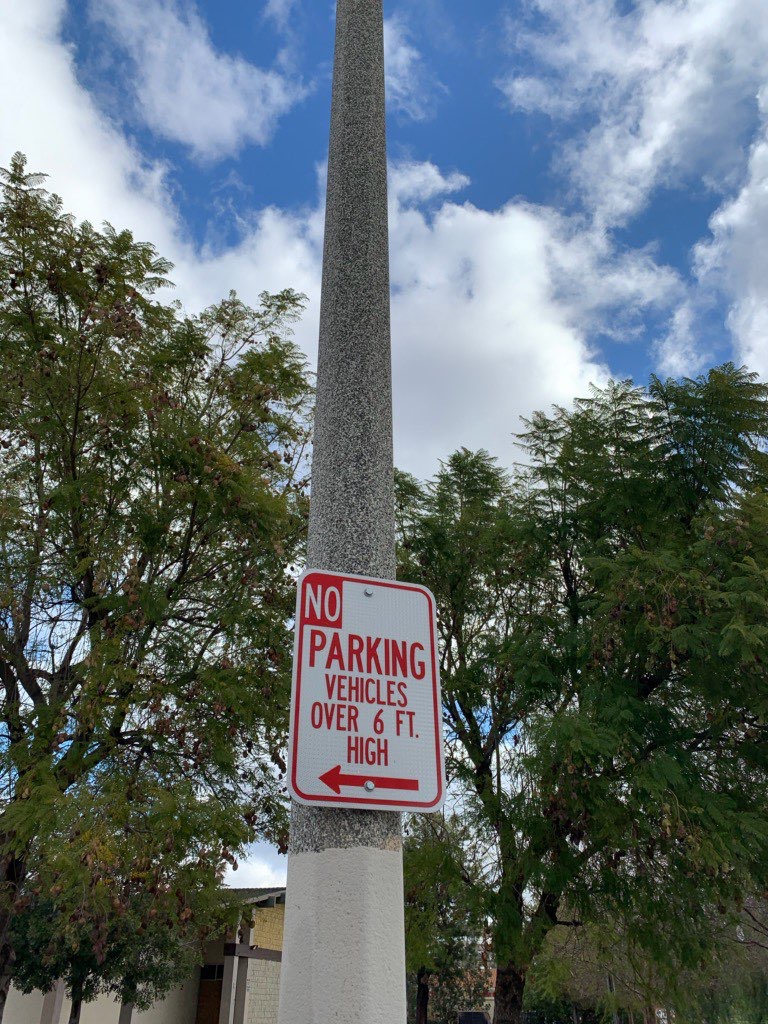 NO
PARKING
VEHICLES
OVER 6 FT.
HIGH